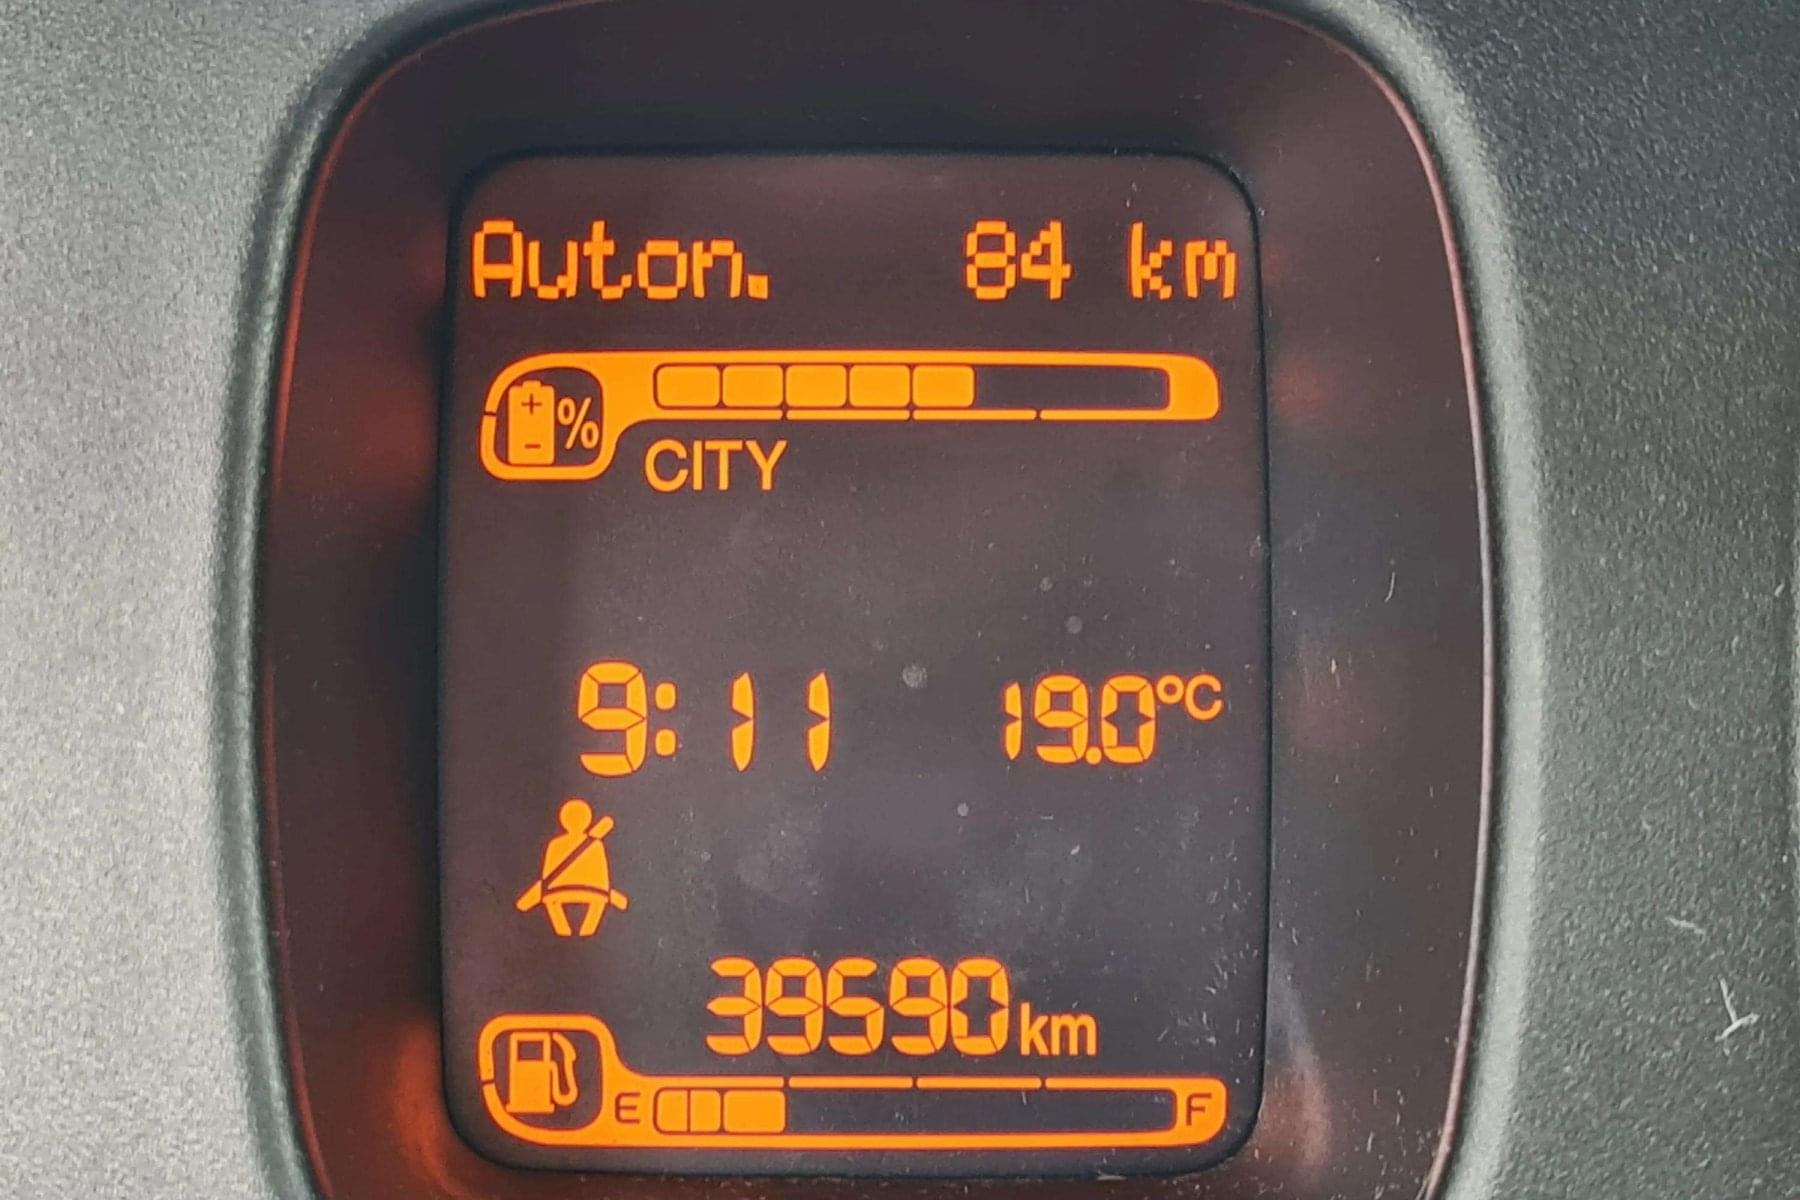 Auton. 84 km
+ % -
CITY
9:11 19.0°C
39590 km
E F